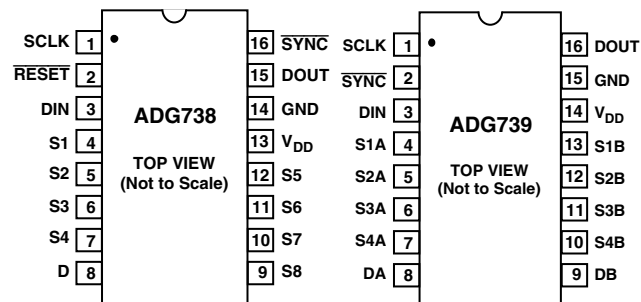 SCLK 1 16 SYNC
RESET 2 15 DOUT
DIN 3 14 GND
S1 4 13 VDD
S2 5 12 S5
S3 6 11 S6
S4 7 10 S7
D 8 9 S8
ADG738
TOP VIEW
(Not to Scale)
SCLK 1 16 DOUT
SYNC 2 15 GND
DIN 3 14 VDD
S1A 4 13 S1B
S2A 5 12 S2B
S3A 6 11 S3B
S4A 7 10 S4B
DA 8 9 DB
ADG739
TOP VIEW
(Not to Scale)